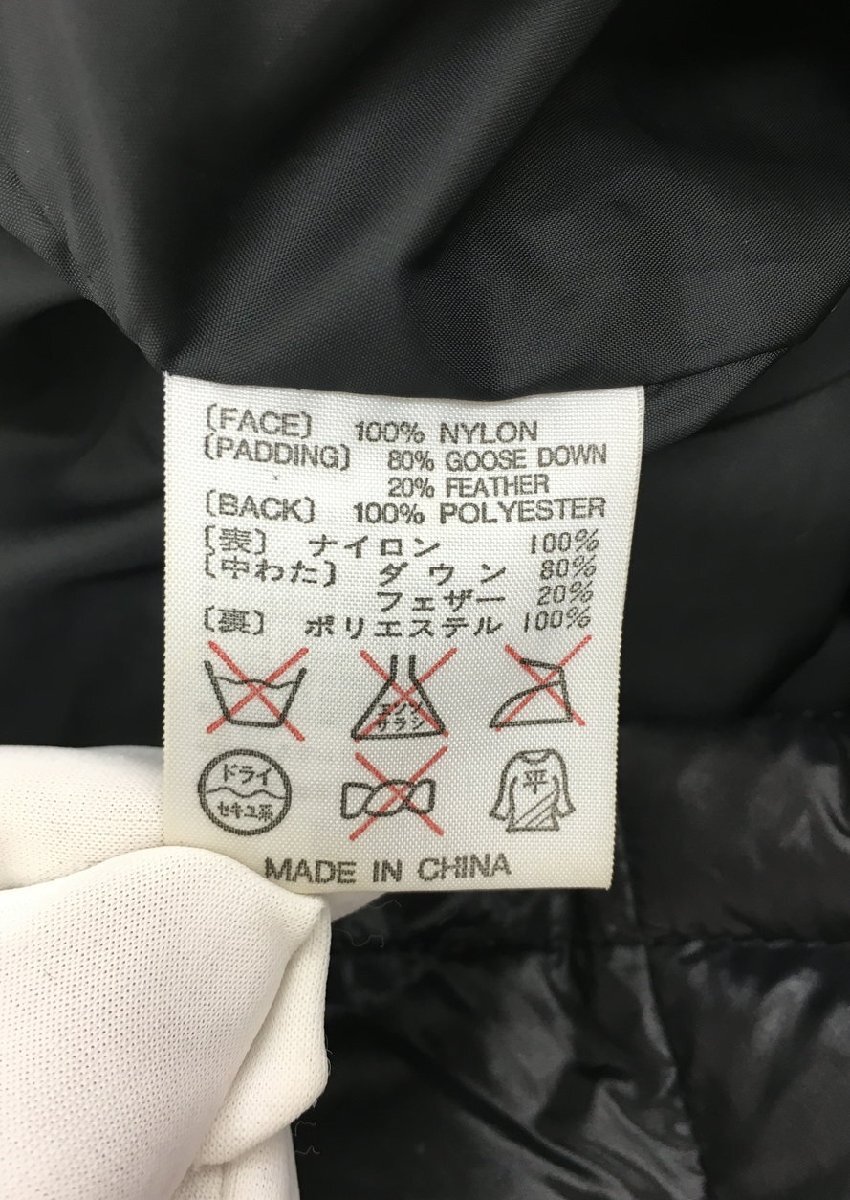 〔FACE〕 100% NYLON
〔PADDING〕 80% GOOSE DOWN
20% FEATHER
〔BACK〕 100% POLYESTER
〔表〕 ナイロン 100%
〔中わた〕 ダウン 80%
フェザー 20%
〔裏〕 ポリエステル 100%
エンソ
サラシ
ドライ
セキユ系
平
MADE IN CHINA